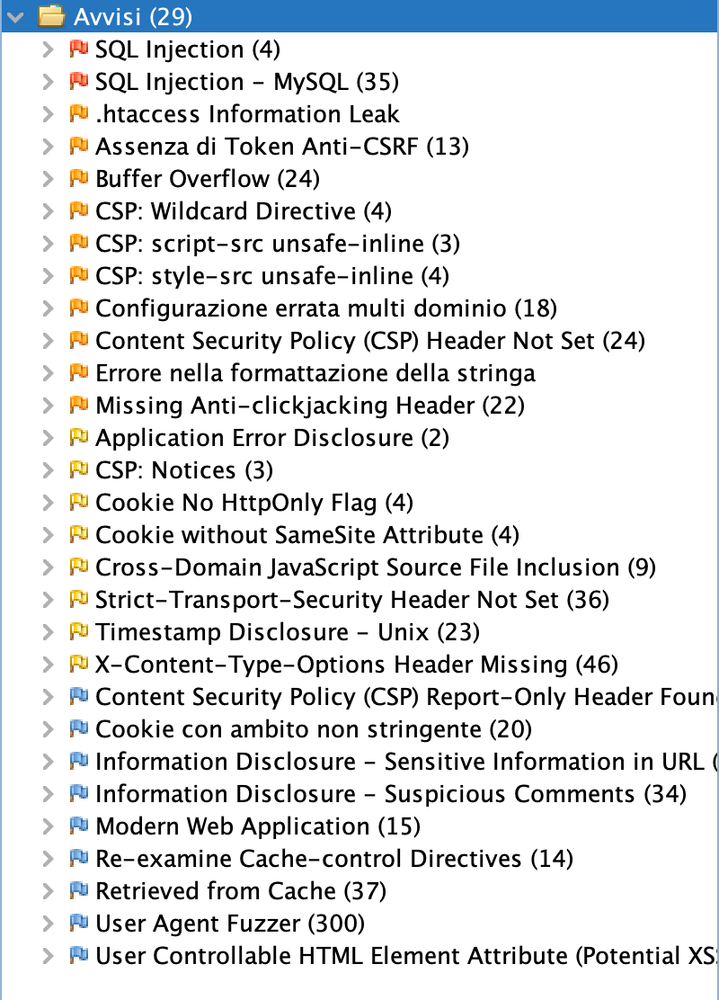 Avvisi (29)
SQL Injection (4)
SQL Injection – MySQL (35)
.htaccess Information Leak
Assenza di Token Anti-CSRF (13)
Buffer Overflow (24)
CSP: Wildcard Directive (4)
CSP: script-src unsafe-inline (3)
CSP: style-src unsafe-inline (4)
Configurazione errata multi dominio (18)
Content Security Policy (CSP) Header Not Set (24)
Errore nella formattazione della stringa
Missing Anti-clickjacking Header (22)
Application Error Disclosure (2)
CSP: Notices (3)
Cookie No HttpOnly Flag (4)
Cookie without SameSite Attribute (4)
Cross-Domain JavaScript Source File Inclusion (9)
Strict-Transport-Security Header Not Set (36)
Timestamp Disclosure – Unix (23)
X-Content-Type-Options Header Missing (46)
Content Security Policy (CSP) Report-Only Header Foun
Cookie con ambito non stringente (20)
Information Disclosure – Sensitive Information in URL (
Information Disclosure – Suspicious Comments (34)
Modern Web Application (15)
Re-examine Cache-control Directives (14)
Retrieved from Cache (37)
User Agent Fuzzer (300)
User Controllable HTML Element Attribute (Potential XS